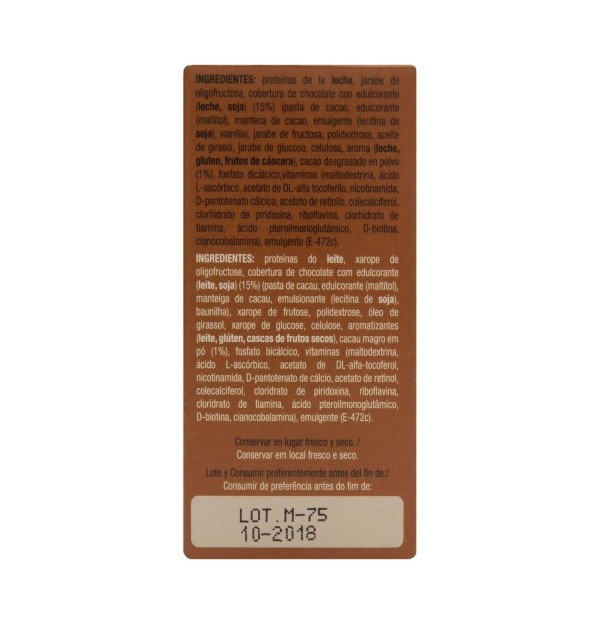 INGREDIENTES: proteínas de la leche, jarabe de
oligofructosa, cobertura de chocolate con edulcorante
(leche, soja) (15%) (pasta de cacao, edulcorante
(maltitol), manteca de cacao, emulgente (lecitina de
soja), vainilla), jarabe de fructosa, polidextrosa, aceite
de girasol, jarabe de glucosa, celulosa, aroma (leche,
gluten, frutos de cáscara), cacao desgrasado en polvo
(1%), fosfato dicálcico,vitaminas (maltodextrina, ácido
L-ascórbico, acetato de DL-alfa tocoferilo, nicotinamida,
D-pantotenato cálcico, acetato de retinilo, colecalciferol,
clorhidrato de piridoxina, riboflavina, clorhidrato de
tiamina, ácido pteroilmonoglutámico, D-biotina,
cianocobalamina), emulgente (E-472c).
INGREDIENTES: proteínas do leite, xarope de
oligofructose, cobertura de chocolate com edulcorante
(leite, soja) (15%) (pasta de cacau, edulcorante (maltitol),
manteiga de cacau, emulsionante (lecitina de soja),
baunilha), xarope de frutose, polidextrose, óleo de
girassol, xarope de glucose, celulose, aromatizantes
(leite, glúten, cascas de frutos secos), cacau magro em
pó (1%), fosfato bicálcico, vitaminas (maltodextrina,
ácido L-ascórbico, acetato de DL-alfa-tocoferol,
nicotinamida, D-pantotenato de cálcio, acetato de retinol,
colecalciferol, cloridrato de piridoxina, riboflavina,
cloridrato de tiamina, ácido pteroilmonoglutâmico,
D-biotina, cianocobalamina), emulgente (E-472c).
Conservar en lugar fresco y seco. /
Conservar em local fresco e seco.
Lote y Consumir preferentemente antes del fin de:/
Consumir de preferência antes do fim de:
LOT.M-75
10-2018